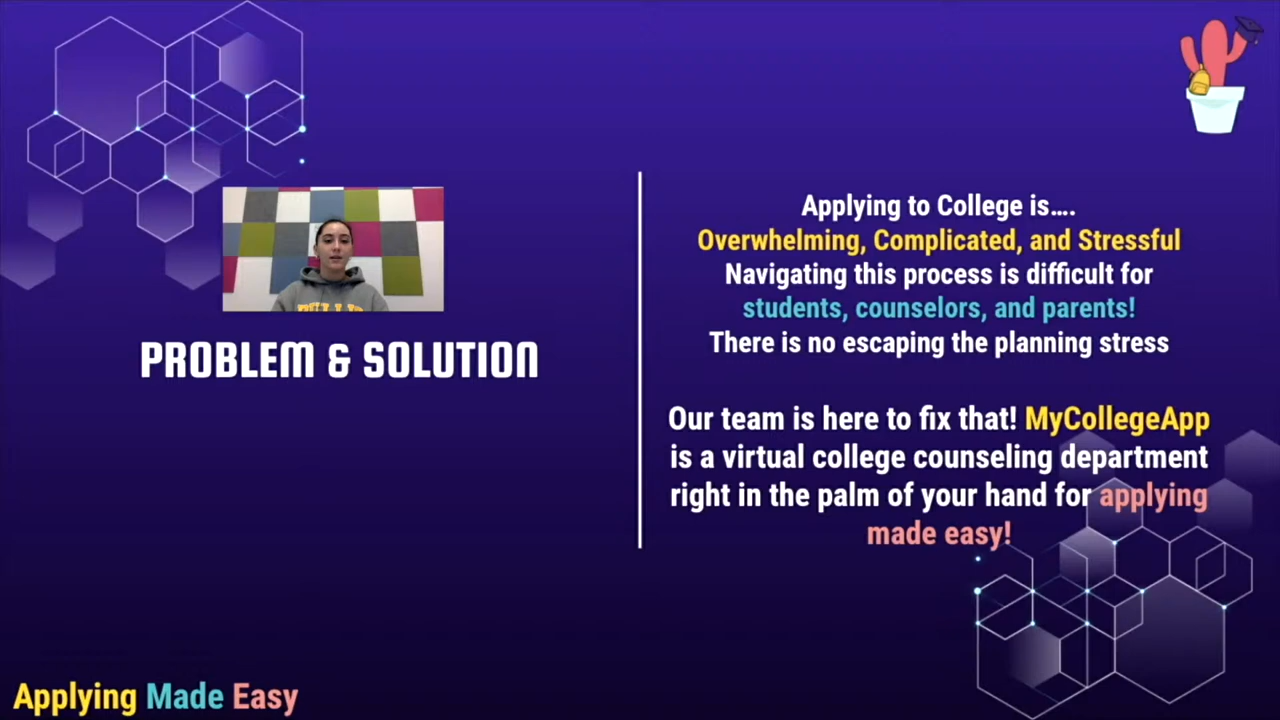 Applying to College is....
Overwhelming, Complicated, and Stressful
Navigating this process is difficult for
students, counselors, and parents!
There is no escaping the planning stress
PROBLEM & SOLUTION
Our team is here to fix that! MyCollegeApp
is a virtual college counseling department
right in the palm of your hand for applying
made easy!
Applying Made Easy